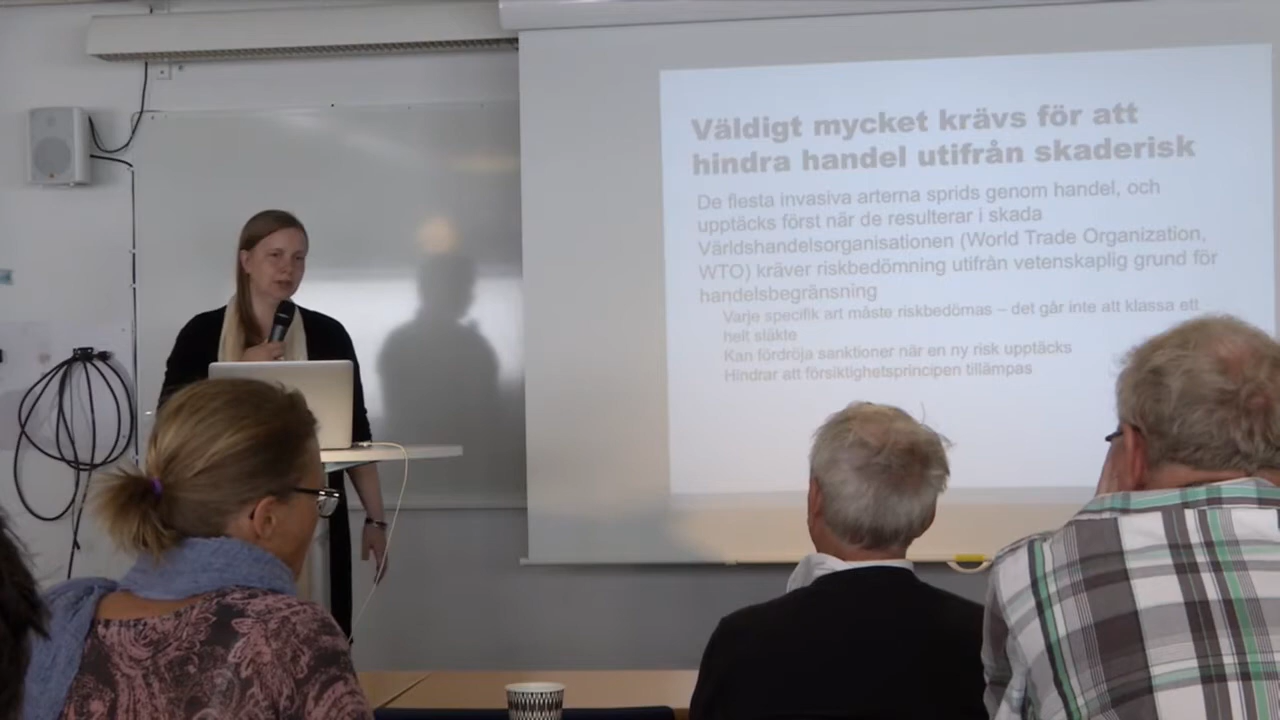 Väldigt mycket krävs för att
hindra handel utifrån skaderisk
De flesta invasiva arterna sprids genom handel, och
upptäcks först när de resulterar i skada
Världshandelsorganisationen (World Trade Organization,
WTO) kräver riskbedömning utifrån vetenskaplig grund för
handelsbegränsning
Varje specifik art måste riskbedömas – det går inte att klassa ett
helt släkte
Kan fördröja sanktioner när en ny risk upptäcks
Hindrar att försiktighetsprincipen tillämpas